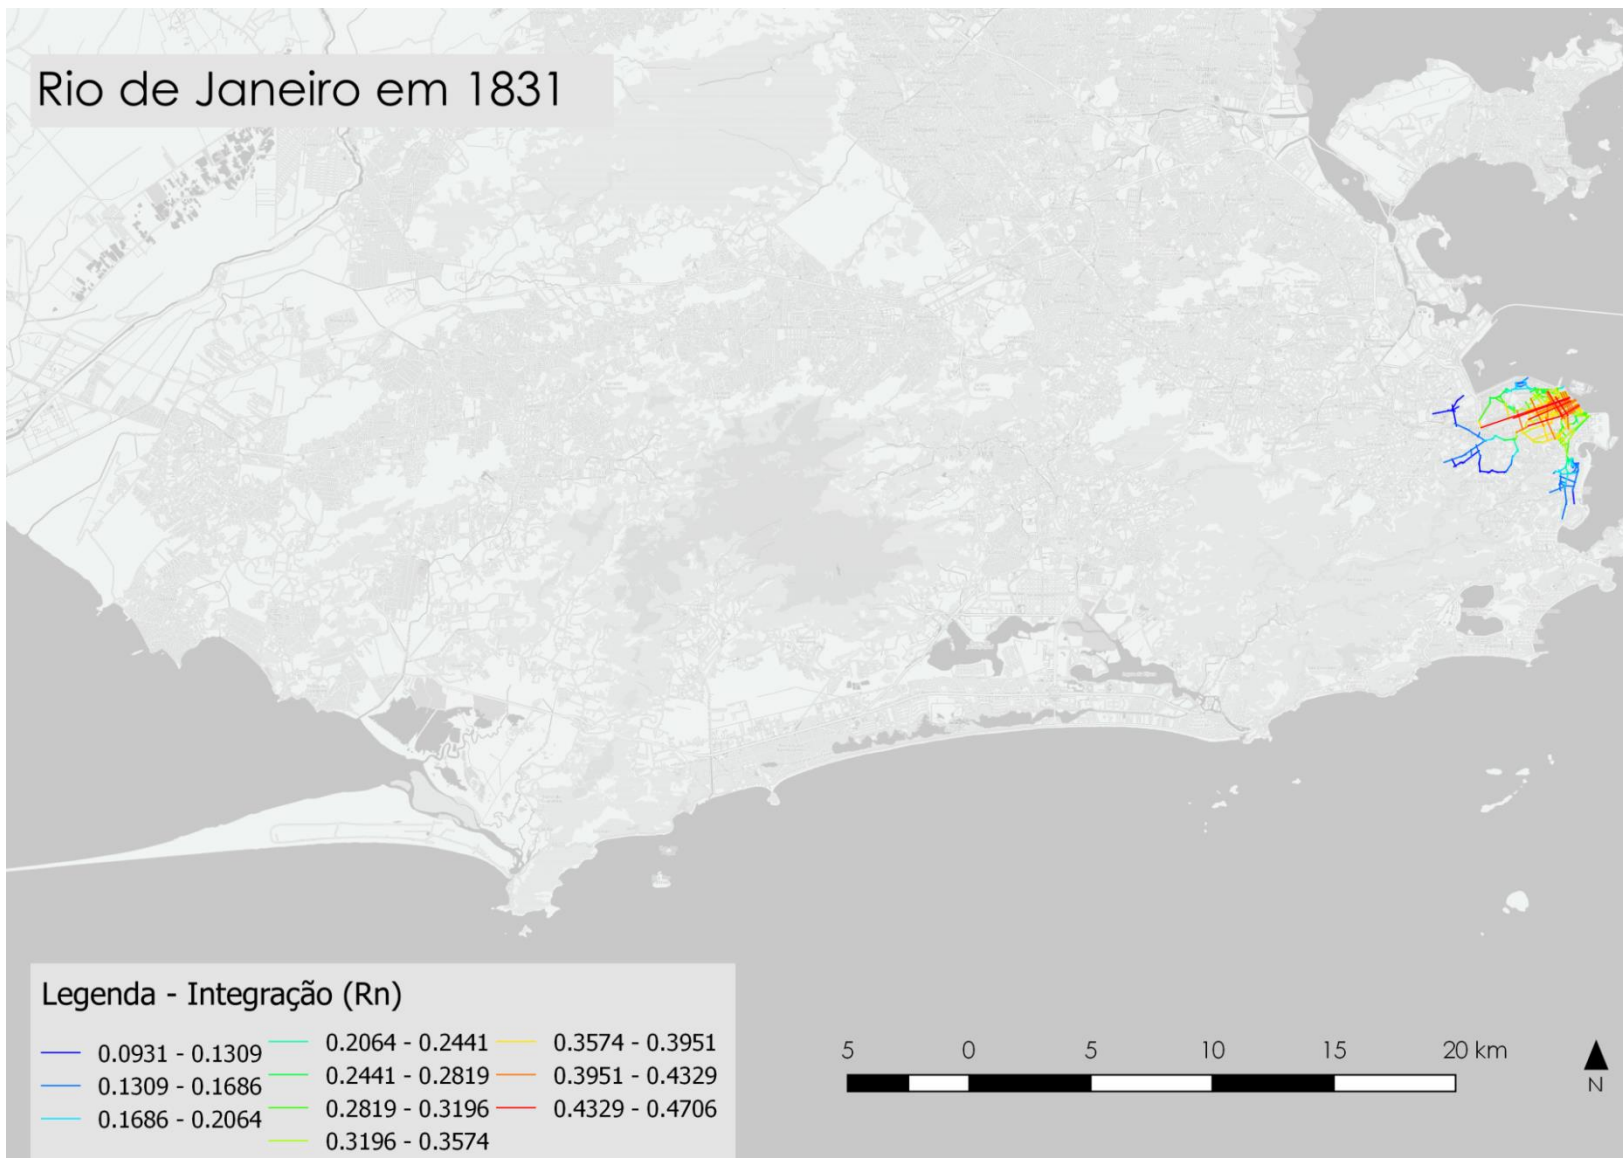 Rio de Janeiro em 1831
Legenda - Integração (Rn)
0.0931 - 0.1309
0.1309 - 0.1686
0.1686 - 0.2064
0.2064 - 0.2441
0.2441 - 0.2819
0.2819 - 0.3196
0.3196 - 0.3574
0.3574 - 0.3951
0.3951 - 0.4329
0.4329 - 0.4706
5 0 5 10 15 20 km
N